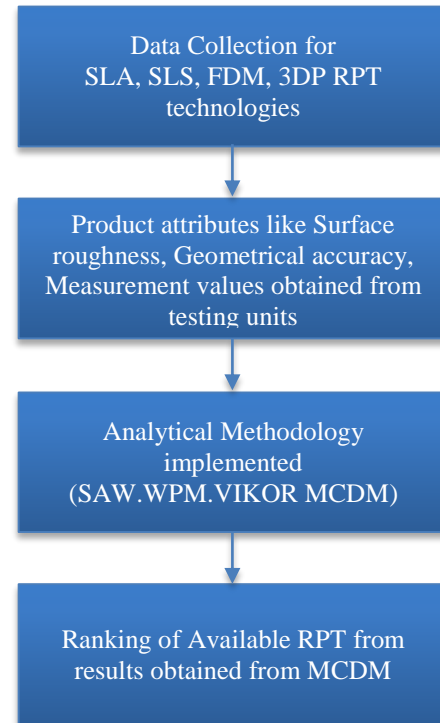 Data Collection for
SLA, SLS, FDM, 3DP RPT
technologies
Product attributes like Surface
roughness, Geometrical accuracy,
Measurement values obtained from
testing units
Analytical Methodology
implemented
(SAW.WPM.VIKOR MCDM)
Ranking of Available RPT from
results obtained from MCDM